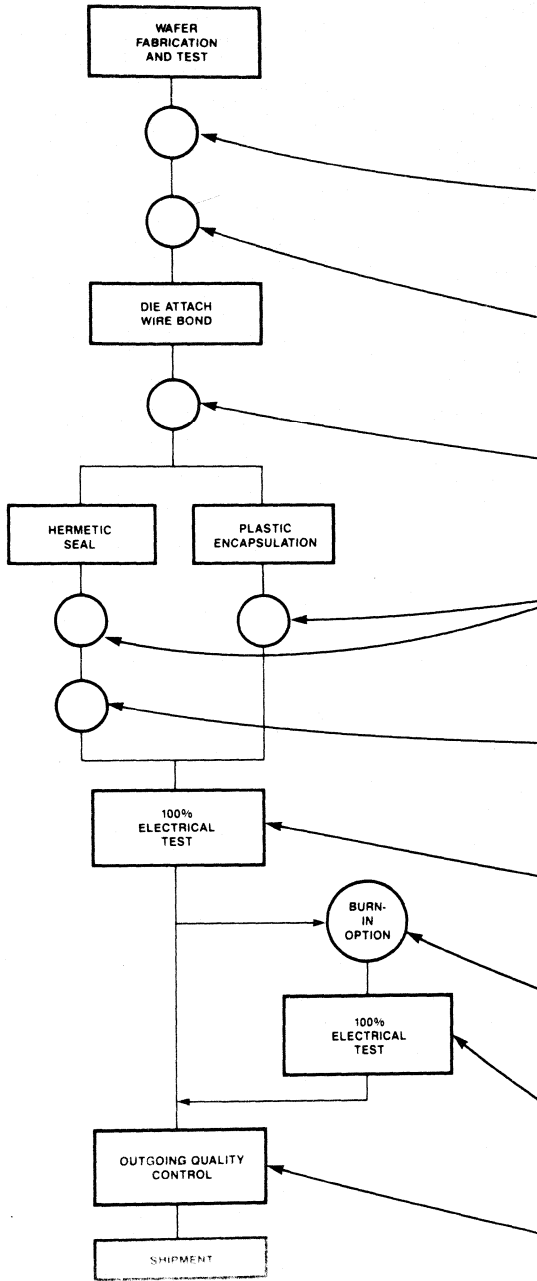 WAFER
FABRICATION
AND TEST
DIE ATTACH
WIRE BOND
HERMETIC
SEAL
PLASTIC
ENCAPSULATION
100%
ELECTRICAL
TEST
BURN-
IN
OPTION
100%
ELECTRICAL
TEST
OUTGOING QUALITY
CONTROL
SHIPMENT